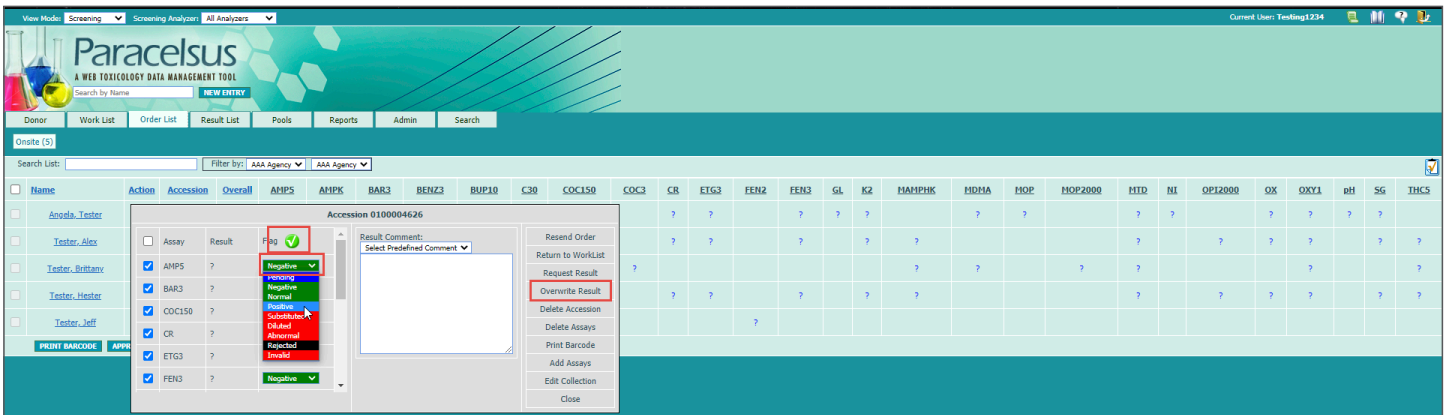 View Mode: Screening Screening Analyzer: All Analyzers Current User: Testing1234
Paracelsus
A WEB TOXICOLOGY DATA MANAGEMENT TOOL
Search by Name NEW ENTRY
Donor Work List Order List Result List Pools Reports Admin Search
Onsite (5)
Search List: Filter by: AAA Agency AAA Agency
Name Action Accession Overall AMP5 AMPK BAR3 BENZ3 BUP10 C30 COC150 COC3 CR ETG3 FEN2 FEN3 GL K2 MAMPHK MDMA MOP MOP2000 MTD NI OPI2000 OX OXY1 pH SG THC5
Angela, Tester ? ? ? ? ? ? ? ? ? ? ? ? ?
Tester, Alex ? ? ? ? ? ? ? ? ? ? ?
Tester, Brittany ? ? ? ? ? ? ?
Tester, Hester ? ? ? ? ? ? ? ? ? ? ?
Tester, Jeff ?
PRINT BARCODE APPR
Accession 0100004626
Assay Result Flag
AMP5 ? Negative
BAR3 ?
COC150 ?
CR ?
ETG3 ?
FEN3 ? Negative
Pending
Negative
Normal
Positive
Substituted
Diluted
Abnormal
Rejected
Invalid
Result Comment:
Select Predefined Comment
Resend Order
Return to WorkList
Request Result
Overwrite Result
Delete Accession
Delete Assays
Print Barcode
Add Assays
Edit Collection
Close